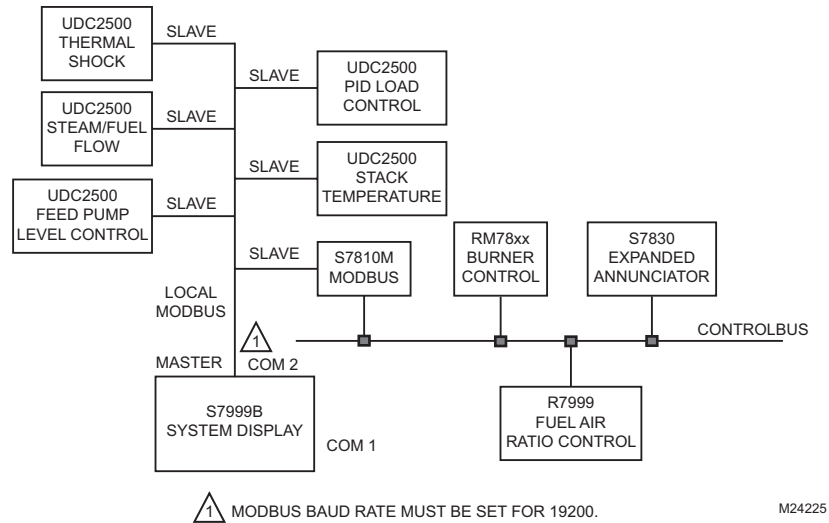 UDC2500
THERMAL
SHOCK
SLAVE
SLAVE
UDC2500
PID LOAD
CONTROL
UDC2500
STEAM/FUEL
FLOW
SLAVE
SLAVE
UDC2500
STACK
TEMPERATURE
UDC2500
FEED PUMP
LEVEL CONTROL
SLAVE
SLAVE
S7810M
MODBUS
RM78xx
BURNER
CONTROL
S7830
EXPANDED
ANNUNCIATOR
LOCAL
MODBUS
1
CONTROLBUS
MASTER
COM 2
S7999B
SYSTEM DISPLAY
COM 1
R7999
FUEL AIR
RATIO CONTROL
1 MODBUS BAUD RATE MUST BE SET FOR 19200.
M24225